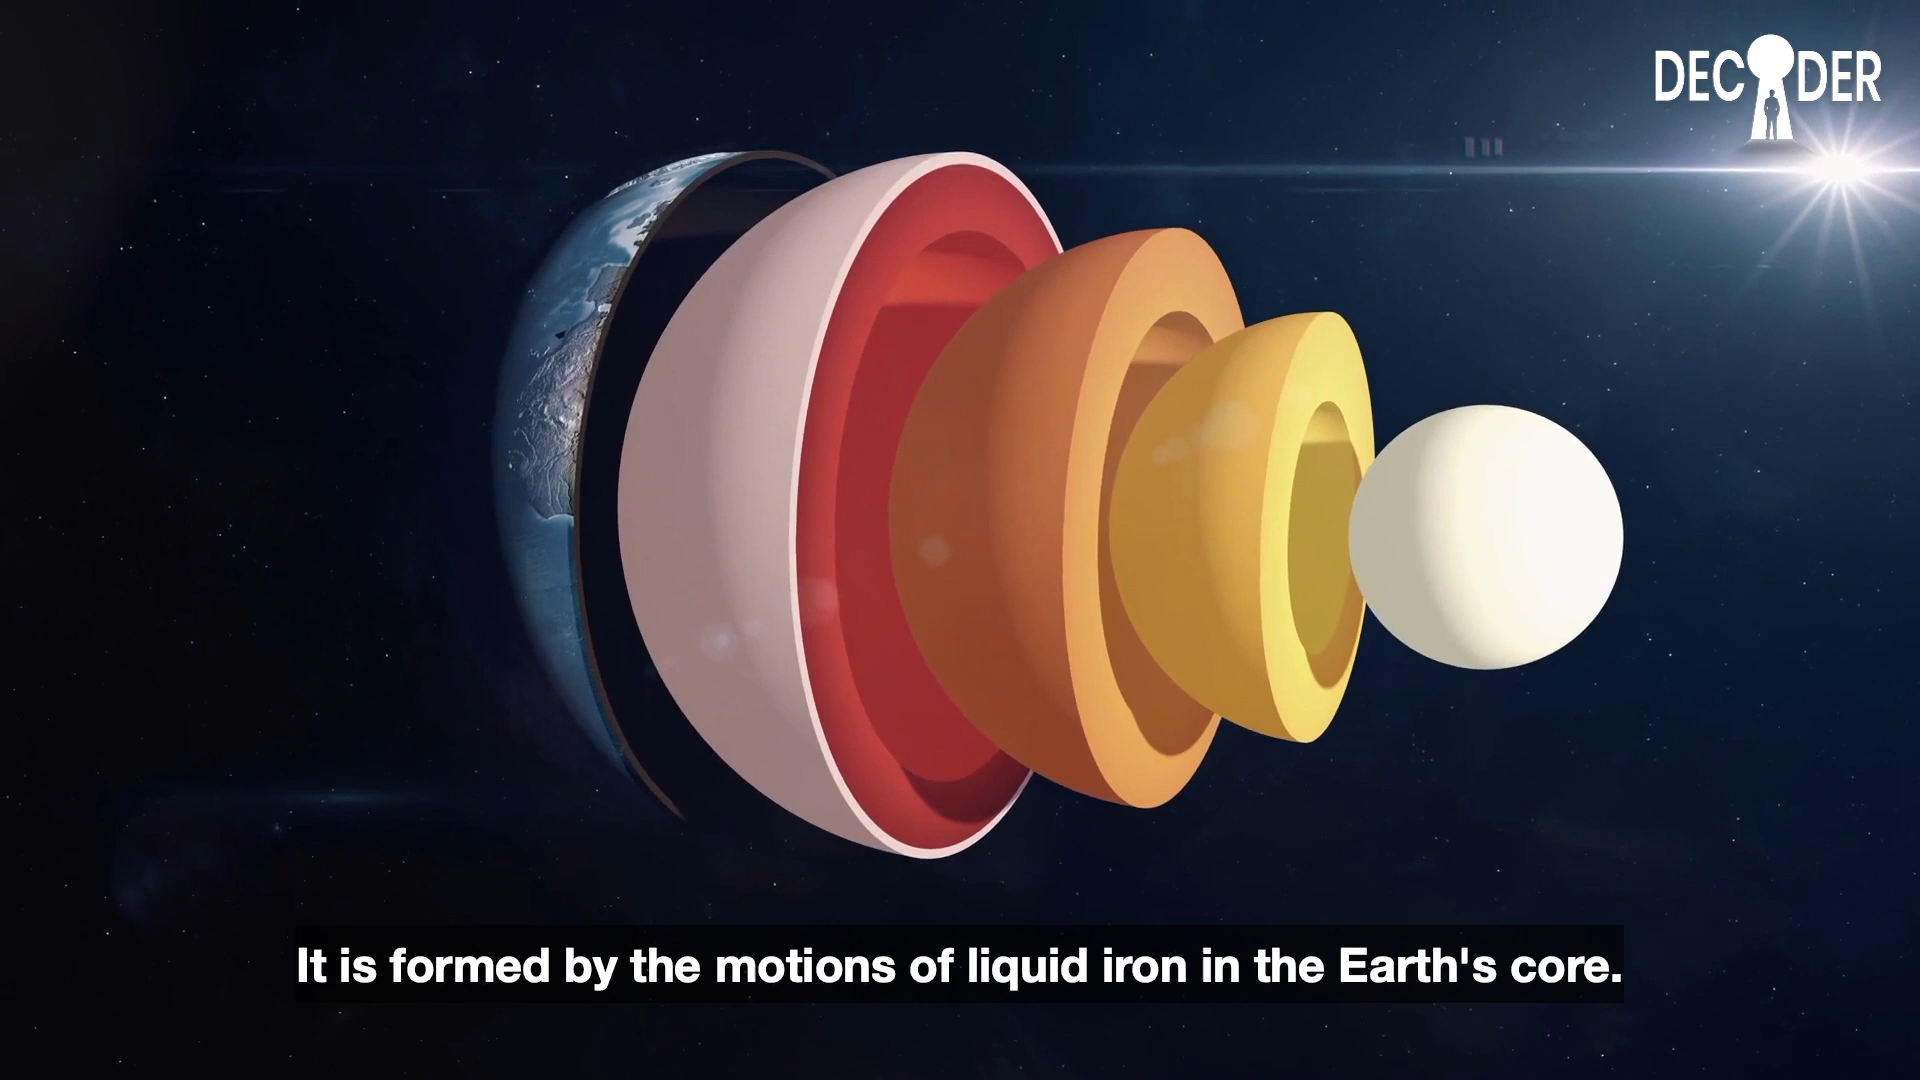 DECODER
It is formed by the motions of liquid iron in the Earth's core.